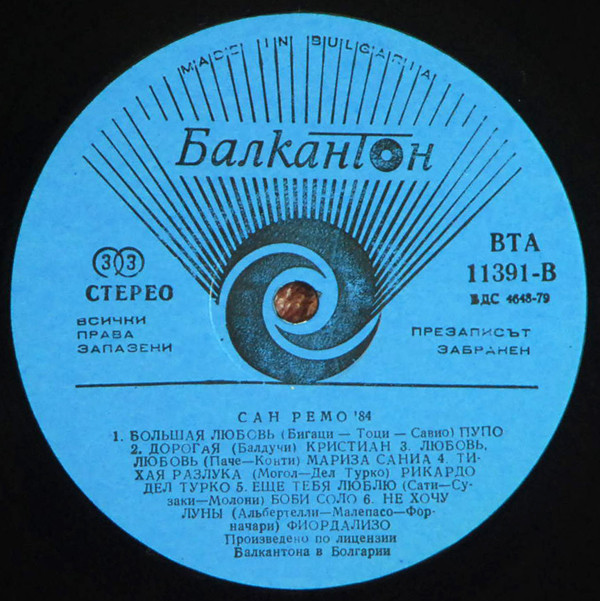 MADE IN BULGARIA
БалканТон
33
СТЕРЕО
ВТА
11391-В
БДС 4648-79
ВСИЧКИ
ПРАВА
ЗАПАЗЕНИ
ПРЕЗАПИСЪТ
ЗАБРАНЕН
САН РЕМО '84
1. БОЛЬШАЯ ЛЮБОВЬ (Бигаци — Тоци — Савио) ПУПО
2. ДОРОГАЯ (Балдучи) КРИСТИАН 3. ЛЮБОВЬ,
ЛЮБОВЬ (Паче—Конти) МАРИЗА САНИА 4. ТИ-
ХАЯ РАЗЛУКА (Могол—Дел Турко) РИКАРДО
ДЕЛ ТУРКО 5. ЕЩЕ ТЕБЯ ЛЮБЛЮ (Сати—Су-
заки—Молони) БОБИ СОЛО 6. НЕ ХОЧУ
ЛУНЫ (Альбертелли—Малепасо—Фор-
начари) ФИОРДАЛИЗО
Произведено по лицензии
Балкантона в Болгарии